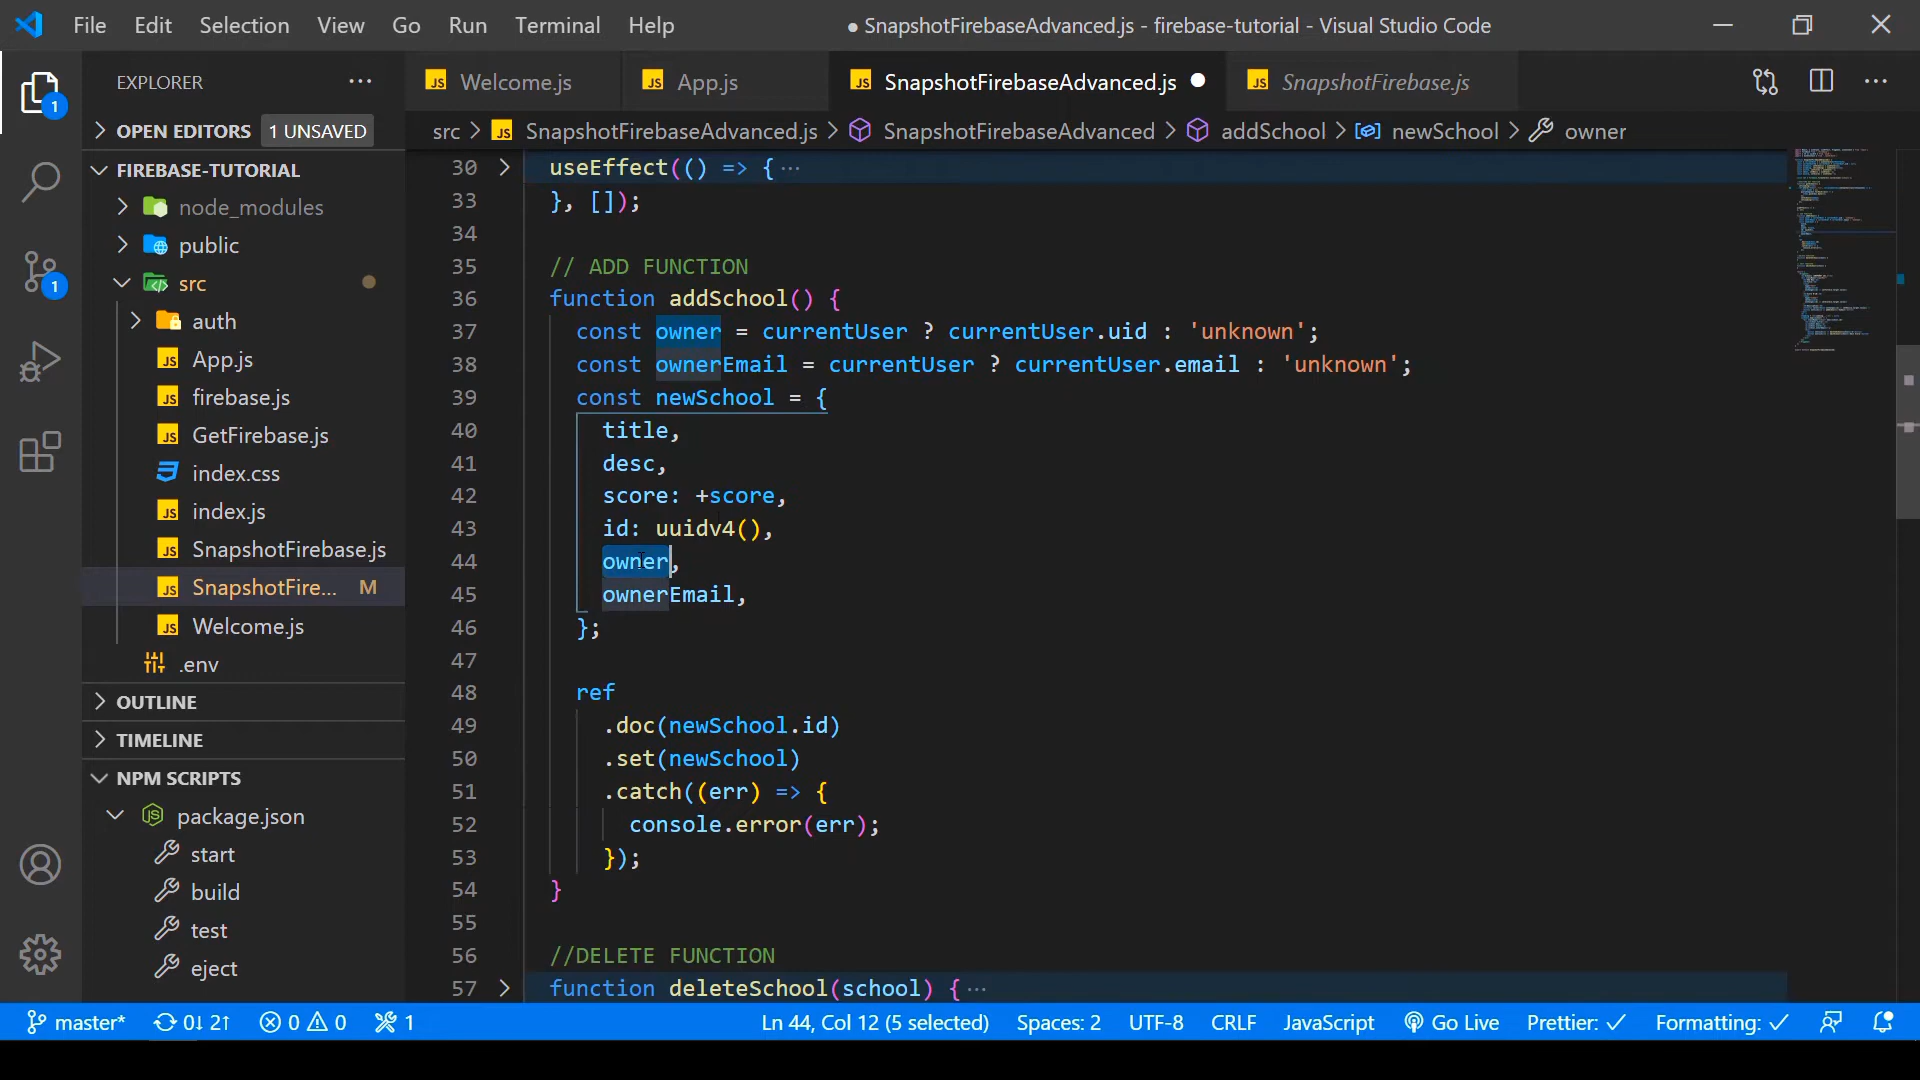 File Edit Selection View Go Run Terminal Help ● SnapshotFirebaseAdvanced.js - firebase-tutorial - Visual Studio Code
EXPLORER ···
Welcome.js App.js SnapshotFirebaseAdvanced.js SnapshotFirebase.js
OPEN EDITORS 1 UNSAVED
src > SnapshotFirebaseAdvanced.js > SnapshotFirebaseAdvanced > addSchool > newSchool > owner
FIREBASE-TUTORIAL
node_modules
public
src
auth
App.js
firebase.js
GetFirebase.js
index.css
index.js
SnapshotFirebase.js
SnapshotFire... M
Welcome.js
.env
OUTLINE
TIMELINE
NPM SCRIPTS
package.json
start
build
test
eject
1
1
30 useEffect(() => { ···
33 }, []);
34
35 // ADD FUNCTION
36 function addSchool() {
37 const owner = currentUser ? currentUser.uid : 'unknown';
38 const ownerEmail = currentUser ? currentUser.email : 'unknown';
39 const newSchool = {
40 title,
41 desc,
42 score: +score,
43 id: uuidv4(),
44 owner,
45 ownerEmail,
46 };
47
48 ref
49 .doc(newSchool.id)
50 .set(newSchool)
51 .catch((err) => {
52 console.error(err);
53 });
54 }
55
56 //DELETE FUNCTION
57 function deleteSchool(school) { ···
master* 0↓ 2↑ 0 0 1 Ln 44, Col 12 (5 selected) Spaces: 2 UTF-8 CRLF JavaScript Go Live Prettier: ✓ Formatting: ✓